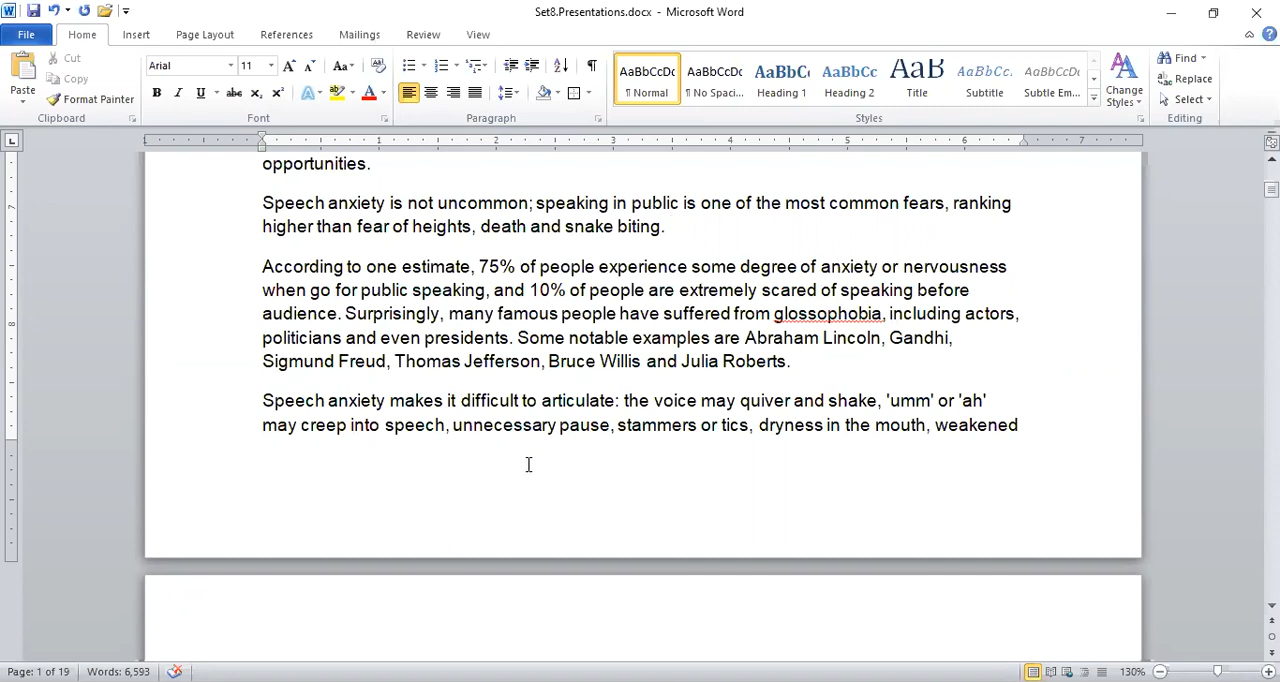 Set8.Presentations.docx - Microsoft Word
File Home Insert Page Layout References Mailings Review View
Paste
Cut
Copy
Format Painter
Clipboard
Arial 11
Font
Paragraph
AaBbCcDc AaBbCcDc AaBbC AaBbCc AaB AaBbCc. AaBbCcDc
¶ Normal ¶ No Spaci... Heading 1 Heading 2 Title Subtitle Subtle Em...
Change Styles
Styles
Find
Replace
Select
Editing
1 1 2 3 4 5 6 7
opportunities.
Speech anxiety is not uncommon; speaking in public is one of the most common fears, ranking
higher than fear of heights, death and snake biting.
According to one estimate, 75% of people experience some degree of anxiety or nervousness
when go for public speaking, and 10% of people are extremely scared of speaking before
audience. Surprisingly, many famous people have suffered from glossophobia, including actors,
politicians and even presidents. Some notable examples are Abraham Lincoln, Gandhi,
Sigmund Freud, Thomas Jefferson, Bruce Willis and Julia Roberts.
Speech anxiety makes it difficult to articulate: the voice may quiver and shake, 'umm' or 'ah'
may creep into speech, unnecessary pause, stammers or tics, dryness in the mouth, weakened
Page: 1 of 19 Words: 6,593 130%